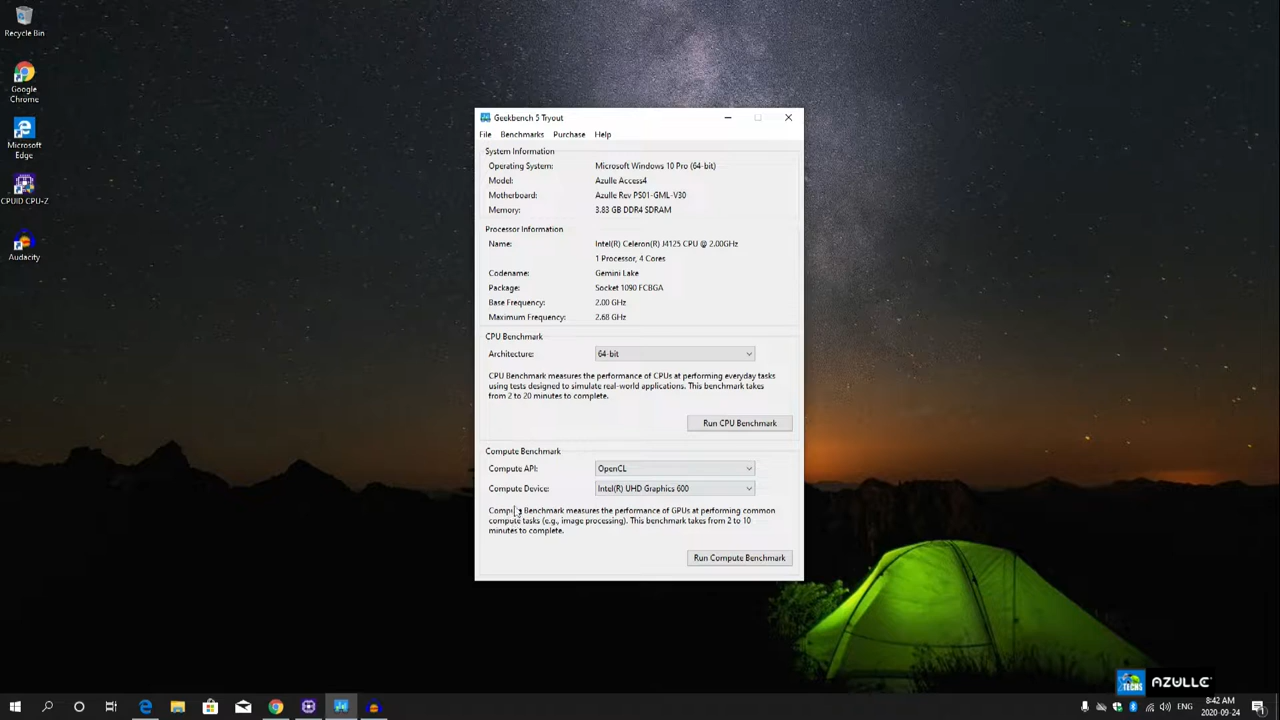 Recycle Bin
Google
Chrome
Microsoft
Edge
CPUID CPU-Z
Audacity
Geekbench 5 Tryout
File Benchmarks Purchase Help
System Information
Operating System: Microsoft Windows 10 Pro (64-bit)
Model: Azulle Access4
Motherboard: Azulle Rev PS01-GML-V30
Memory: 3.83 GB DDR4 SDRAM
Processor Information
Name: Intel(R) Celeron(R) J4125 CPU @ 2.00GHz
1 Processor, 4 Cores
Codename: Gemini Lake
Package: Socket 1090 FCBGA
Base Frequency: 2.00 GHz
Maximum Frequency: 2.68 GHz
CPU Benchmark
Architecture: 64-bit
CPU Benchmark measures the performance of CPUs at performing everyday tasks
using tests designed to simulate real-world applications. This benchmark takes
from 2 to 20 minutes to complete.
Run CPU Benchmark
Compute Benchmark
Compute API: OpenCL
Compute Device: Intel(R) UHD Graphics 600
Compute Benchmark measures the performance of GPUs at performing common
compute tasks (e.g., image processing). This benchmark takes from 2 to 10
minutes to complete.
Run Compute Benchmark
TECHS AZULLE
ENG
8:42 AM
2020-09-24